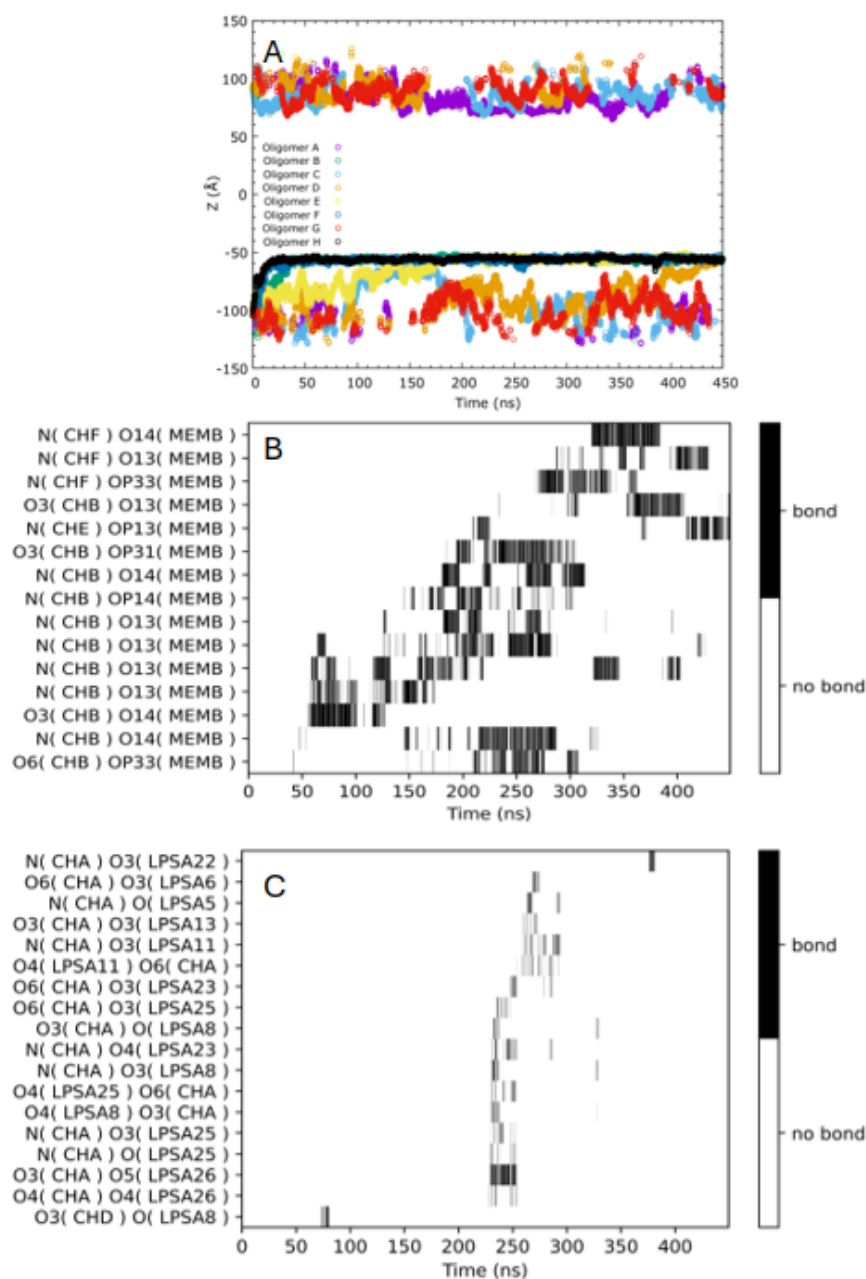 A
150
100
50
0
-50
-100
-150
Z (Å)
Oligomer A
Oligomer B
Oligomer C
Oligomer D
Oligomer E
Oligomer F
Oligomer G
Oligomer H
0 50 100 150 200 250 300 350 400 450
Time (ns)
B
N( CHF ) O14( MEMB )
N( CHF ) O13( MEMB )
N( CHF ) OP33( MEMB )
O3( CHB ) O13( MEMB )
N( CHE ) OP13( MEMB )
O3( CHB ) OP31( MEMB )
N( CHB ) O14( MEMB )
N( CHB ) OP14( MEMB )
N( CHB ) O13( MEMB )
N( CHB ) O13( MEMB )
N( CHB ) O13( MEMB )
N( CHB ) O13( MEMB )
O3( CHB ) O14( MEMB )
N( CHB ) O14( MEMB )
O6( CHB ) OP33( MEMB )
0 50 100 150 200 250 300 350 400
Time (ns)
bond
no bond
C
N( CHA ) O3( LPSA22 )
O6( CHA ) O3( LPSA6 )
N( CHA ) O( LPSA5 )
O3( CHA ) O3( LPSA13 )
N( CHA ) O3( LPSA11 )
O4( LPSA11 ) O6( CHA )
O6( CHA ) O3( LPSA23 )
O6( CHA ) O3( LPSA25 )
O3( CHA ) O( LPSA8 )
N( CHA ) O4( LPSA23 )
N( CHA ) O3( LPSA8 )
O4( LPSA25 ) O6( CHA )
O4( LPSA8 ) O3( CHA )
N( CHA ) O3( LPSA25 )
N( CHA ) O( LPSA25 )
O3( CHA ) O5( LPSA26 )
O4( CHA ) O4( LPSA26 )
O3( CHD ) O( LPSA8 )
0 50 100 150 200 250 300 350 400
Time (ns)
bond
no bond